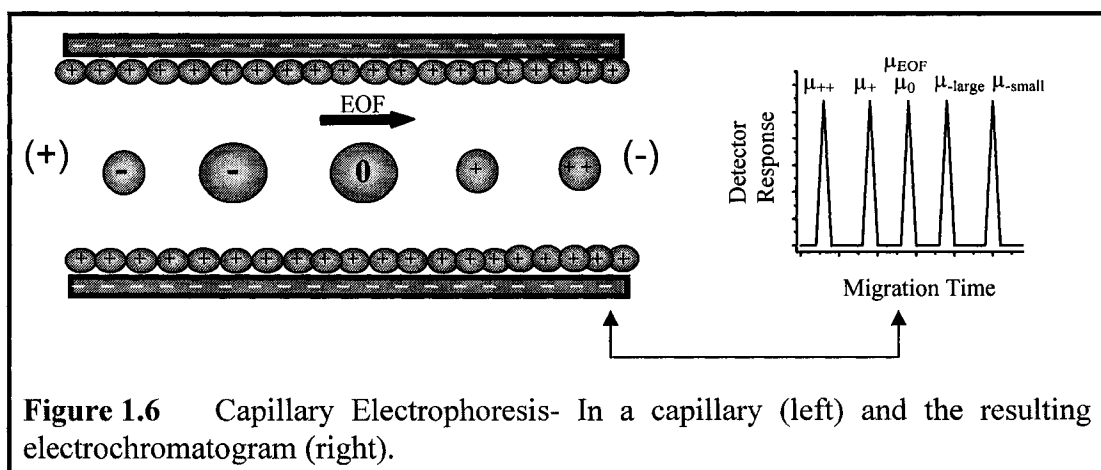 EOF
(+) - - 0 + ++ (-)
μEOF
μ++ μ+ μ0 μ-large μ-small
Detector
Response
Migration Time
Figure 1.6 Capillary Electrophoresis- In a capillary (left) and the resulting
electrochromatogram (right).